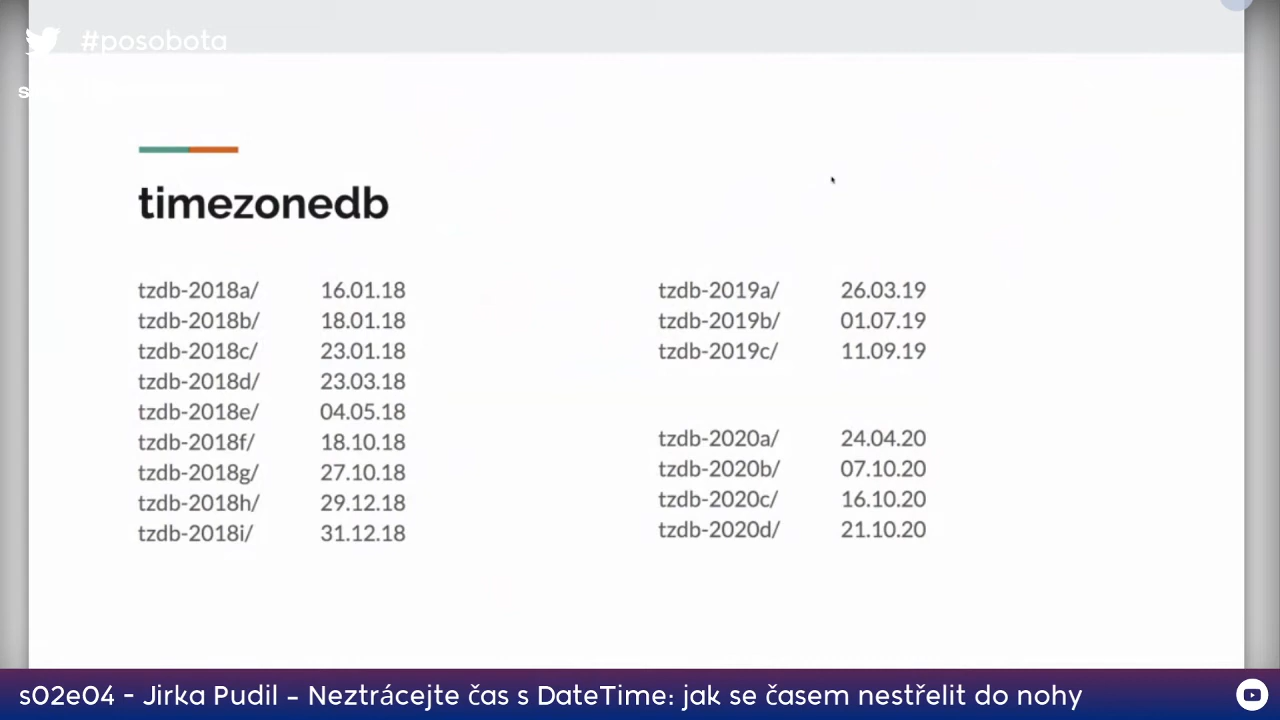 #posobota
timezonedb
tzdb-2018a/ 16.01.18
tzdb-2018b/ 18.01.18
tzdb-2018c/ 23.01.18
tzdb-2018d/ 23.03.18
tzdb-2018e/ 04.05.18
tzdb-2018f/ 18.10.18
tzdb-2018g/ 27.10.18
tzdb-2018h/ 29.12.18
tzdb-2018i/ 31.12.18
tzdb-2019a/ 26.03.19
tzdb-2019b/ 01.07.19
tzdb-2019c/ 11.09.19
tzdb-2020a/ 24.04.20
tzdb-2020b/ 07.10.20
tzdb-2020c/ 16.10.20
tzdb-2020d/ 21.10.20
s02e04 - Jirka Pudil – Neztrácejte čas s DateTime: jak se časem nestřelit do nohy